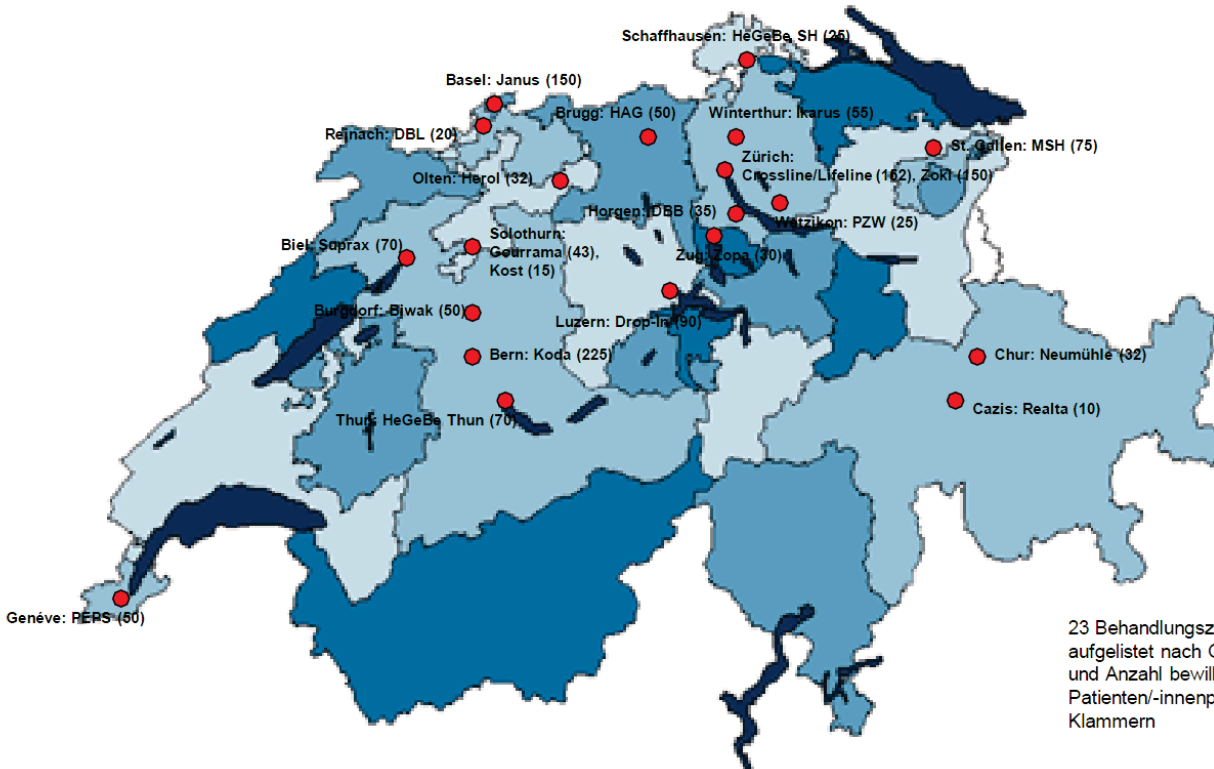 Schaffhausen: HeGeBe SH (25)
Basel: Janus (150)
Brugg: HAG (50)
Winterthur: Ikarus (55)
Reinach: DBL (20)
St. Gallen: MSH (75)
Zürich:
Crossline/Lifeline (162), Zokl (150)
Olten: Herol (32)
Horgen: DBB (35)
Wetzikon: PZW (25)
Solothurn:
Gourrama (43),
Kost (15)
Biel: Suprax (70)
Zug: Zopa (30)
Burgdorf: Biwak (50)
Luzern: Drop-In (90)
Bern: Koda (225)
Chur: Neumühle (32)
Cazis: Realta (10)
Thun: HeGeBe Thun (70)
Genéve: PEPS (50)
23 Behandlungsz
aufgelistet nach
und Anzahl bewill
Patienten/-innenp
Klammern